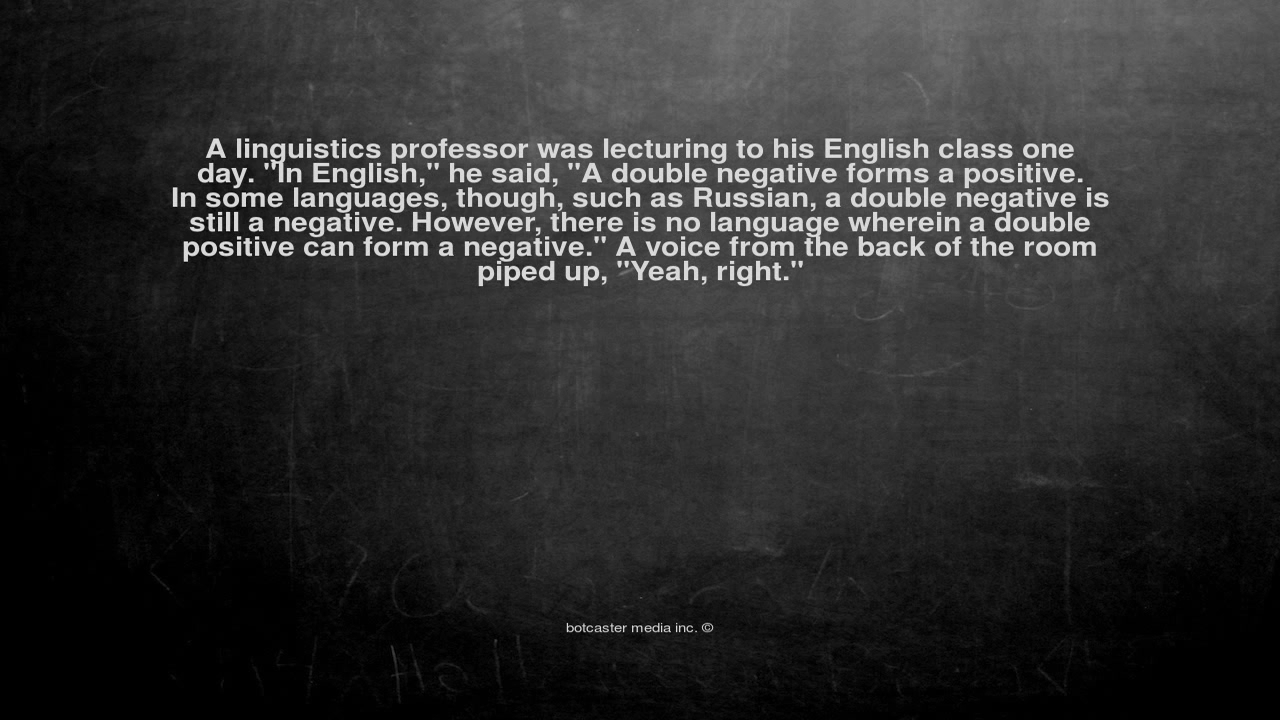 A linguistics professor was lecturing to his English class one
day. "In English," he said, "A double negative forms a positive.
In some languages, though, such as Russian, a double negative is
still a negative. However, there is no language wherein a double
positive can form a negative." A voice from the back of the room
piped up, "Yeah, right."
botcaster media inc. ©